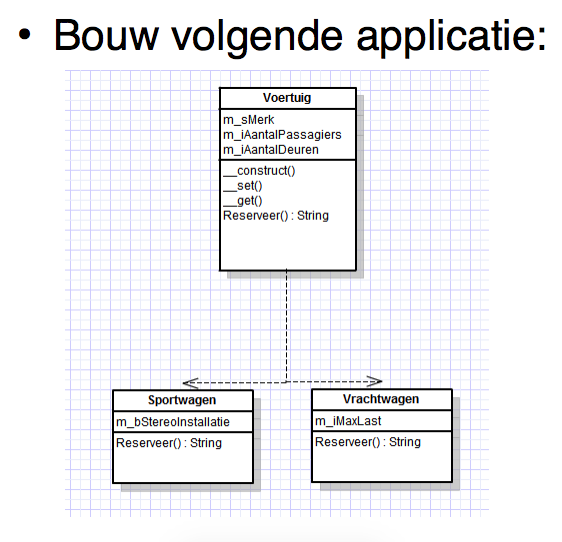 • Bouw volgende applicatie:
Voertuig
m_sMerk
m_iAantalPassagiers
m_iAantalDeuren
__construct()
__set()
__get()
Reserveer() : String
Sportwagen
m_bStereoInstallatie
Reserveer() : String
Vrachtwagen
m_iMaxLast
Reserveer() : String